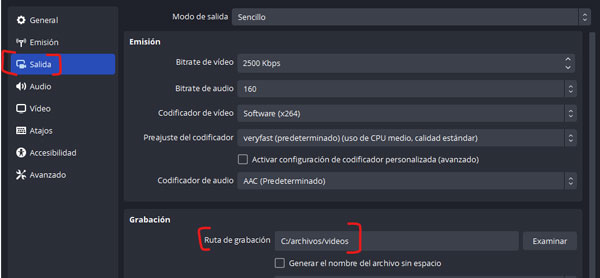 General
Emisión
Salida
Audio
Vídeo
Atajos
Accesibilidad
Avanzado
Modo de salida Sencillo
Emisión
Bitrate de vídeo 2500 Kbps
Bitrate de audio 160
Codificador de vídeo Software (x264)
Preajuste del codificador veryfast (predeterminado) (uso de CPU medio, calidad estándar)
Activar configuración de codificador personalizada (avanzado)
Codificador de audio AAC (Predeterminado)
Grabación
Ruta de grabación C:/archivos/videos Examinar
Generar el nombre del archivo sin espacio